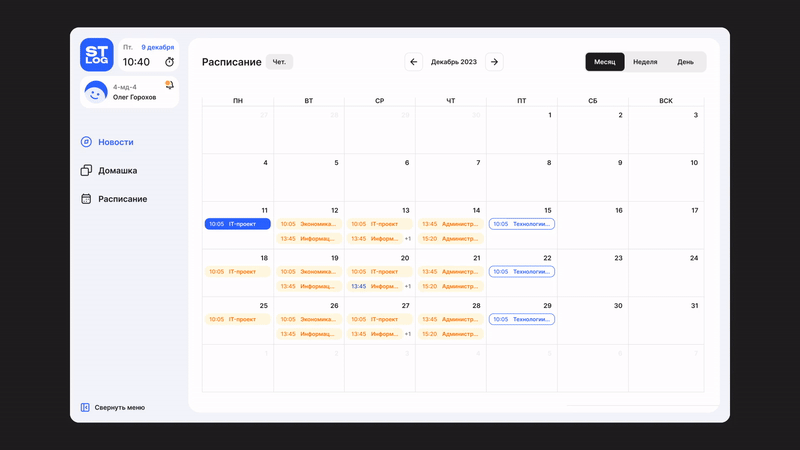 ST
LOG
Пт. 9 декабря
10:40
4-мд-4
Олег Горохов
Новости
Домашка
Расписание
Свернуть меню
Расписание Чет.
Декабрь 2023
Месяц Неделя День
ПН ВТ СР ЧТ ПТ СБ ВСК
27 28 29 30 1 2 3
4 5 6 7 8 9 10
11 12 13 14 15 16 17
10:05 IT-проект 10:05 Экономика... 10:05 IT-проект 13:45 Администр... 10:05 Технологии...
13:45 Информац... 13:45 Информ... +1 15:20 Администр...
18 19 20 21 22 23 24
10:05 IT-проект 10:05 Экономика... 10:05 IT-проект 13:45 Администр... 10:05 Технологии...
13:45 Информац... 13:45 Информ... +1 15:20 Администр...
25 26 27 28 29 30 31
10:05 IT-проект 10:05 Экономика... 10:05 IT-проект 13:45 Администр... 10:05 Технологии...
13:45 Информац... 13:45 Информ... +1 15:20 Администр...
1 2 3 4 5 6 7